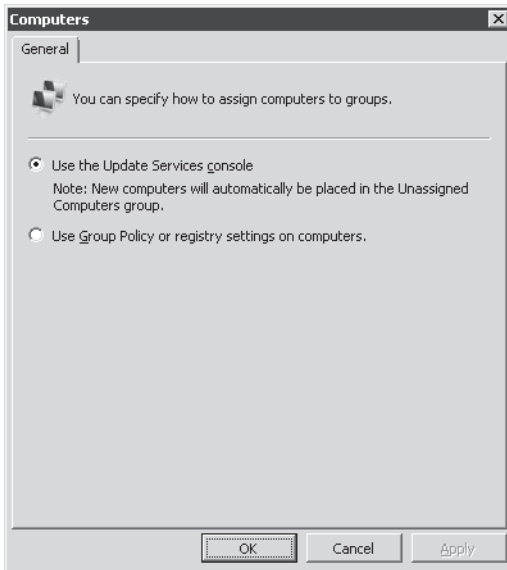 Computers
General
You can specify how to assign computers to groups.
Use the Update Services console
Note: New computers will automatically be placed in the Unassigned
Computers group.
Use Group Policy or registry settings on computers.
OK
Cancel
Apply